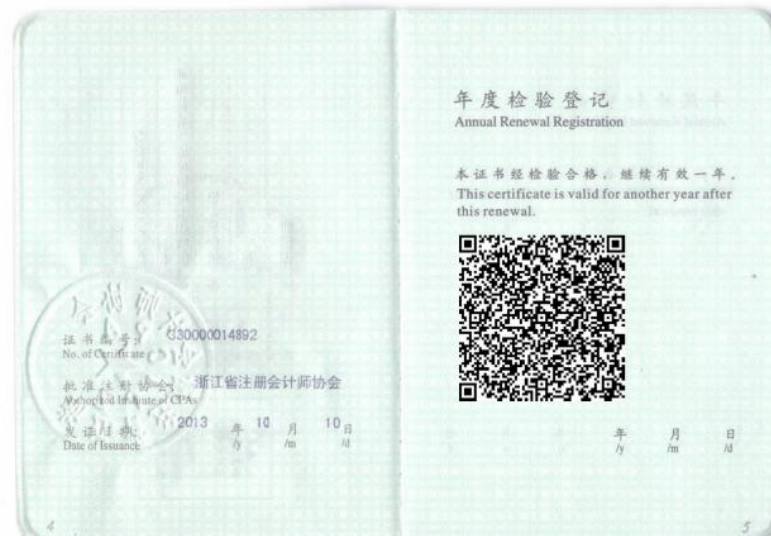 证书编号:
330000014892
No. of Certificate
批准注册协会:
浙江省注册会计师协会
Authorized Institute of CPAs
发证日期:
2013 年 10 月 10 日
Date of Issuance
/y /m /d
4
年度检验登记
Annual Renewal Registration
本证书经检验合格，继续有效一年。
This certificate is valid for another year after
this renewal.
年 月 日
/y /m /d
5